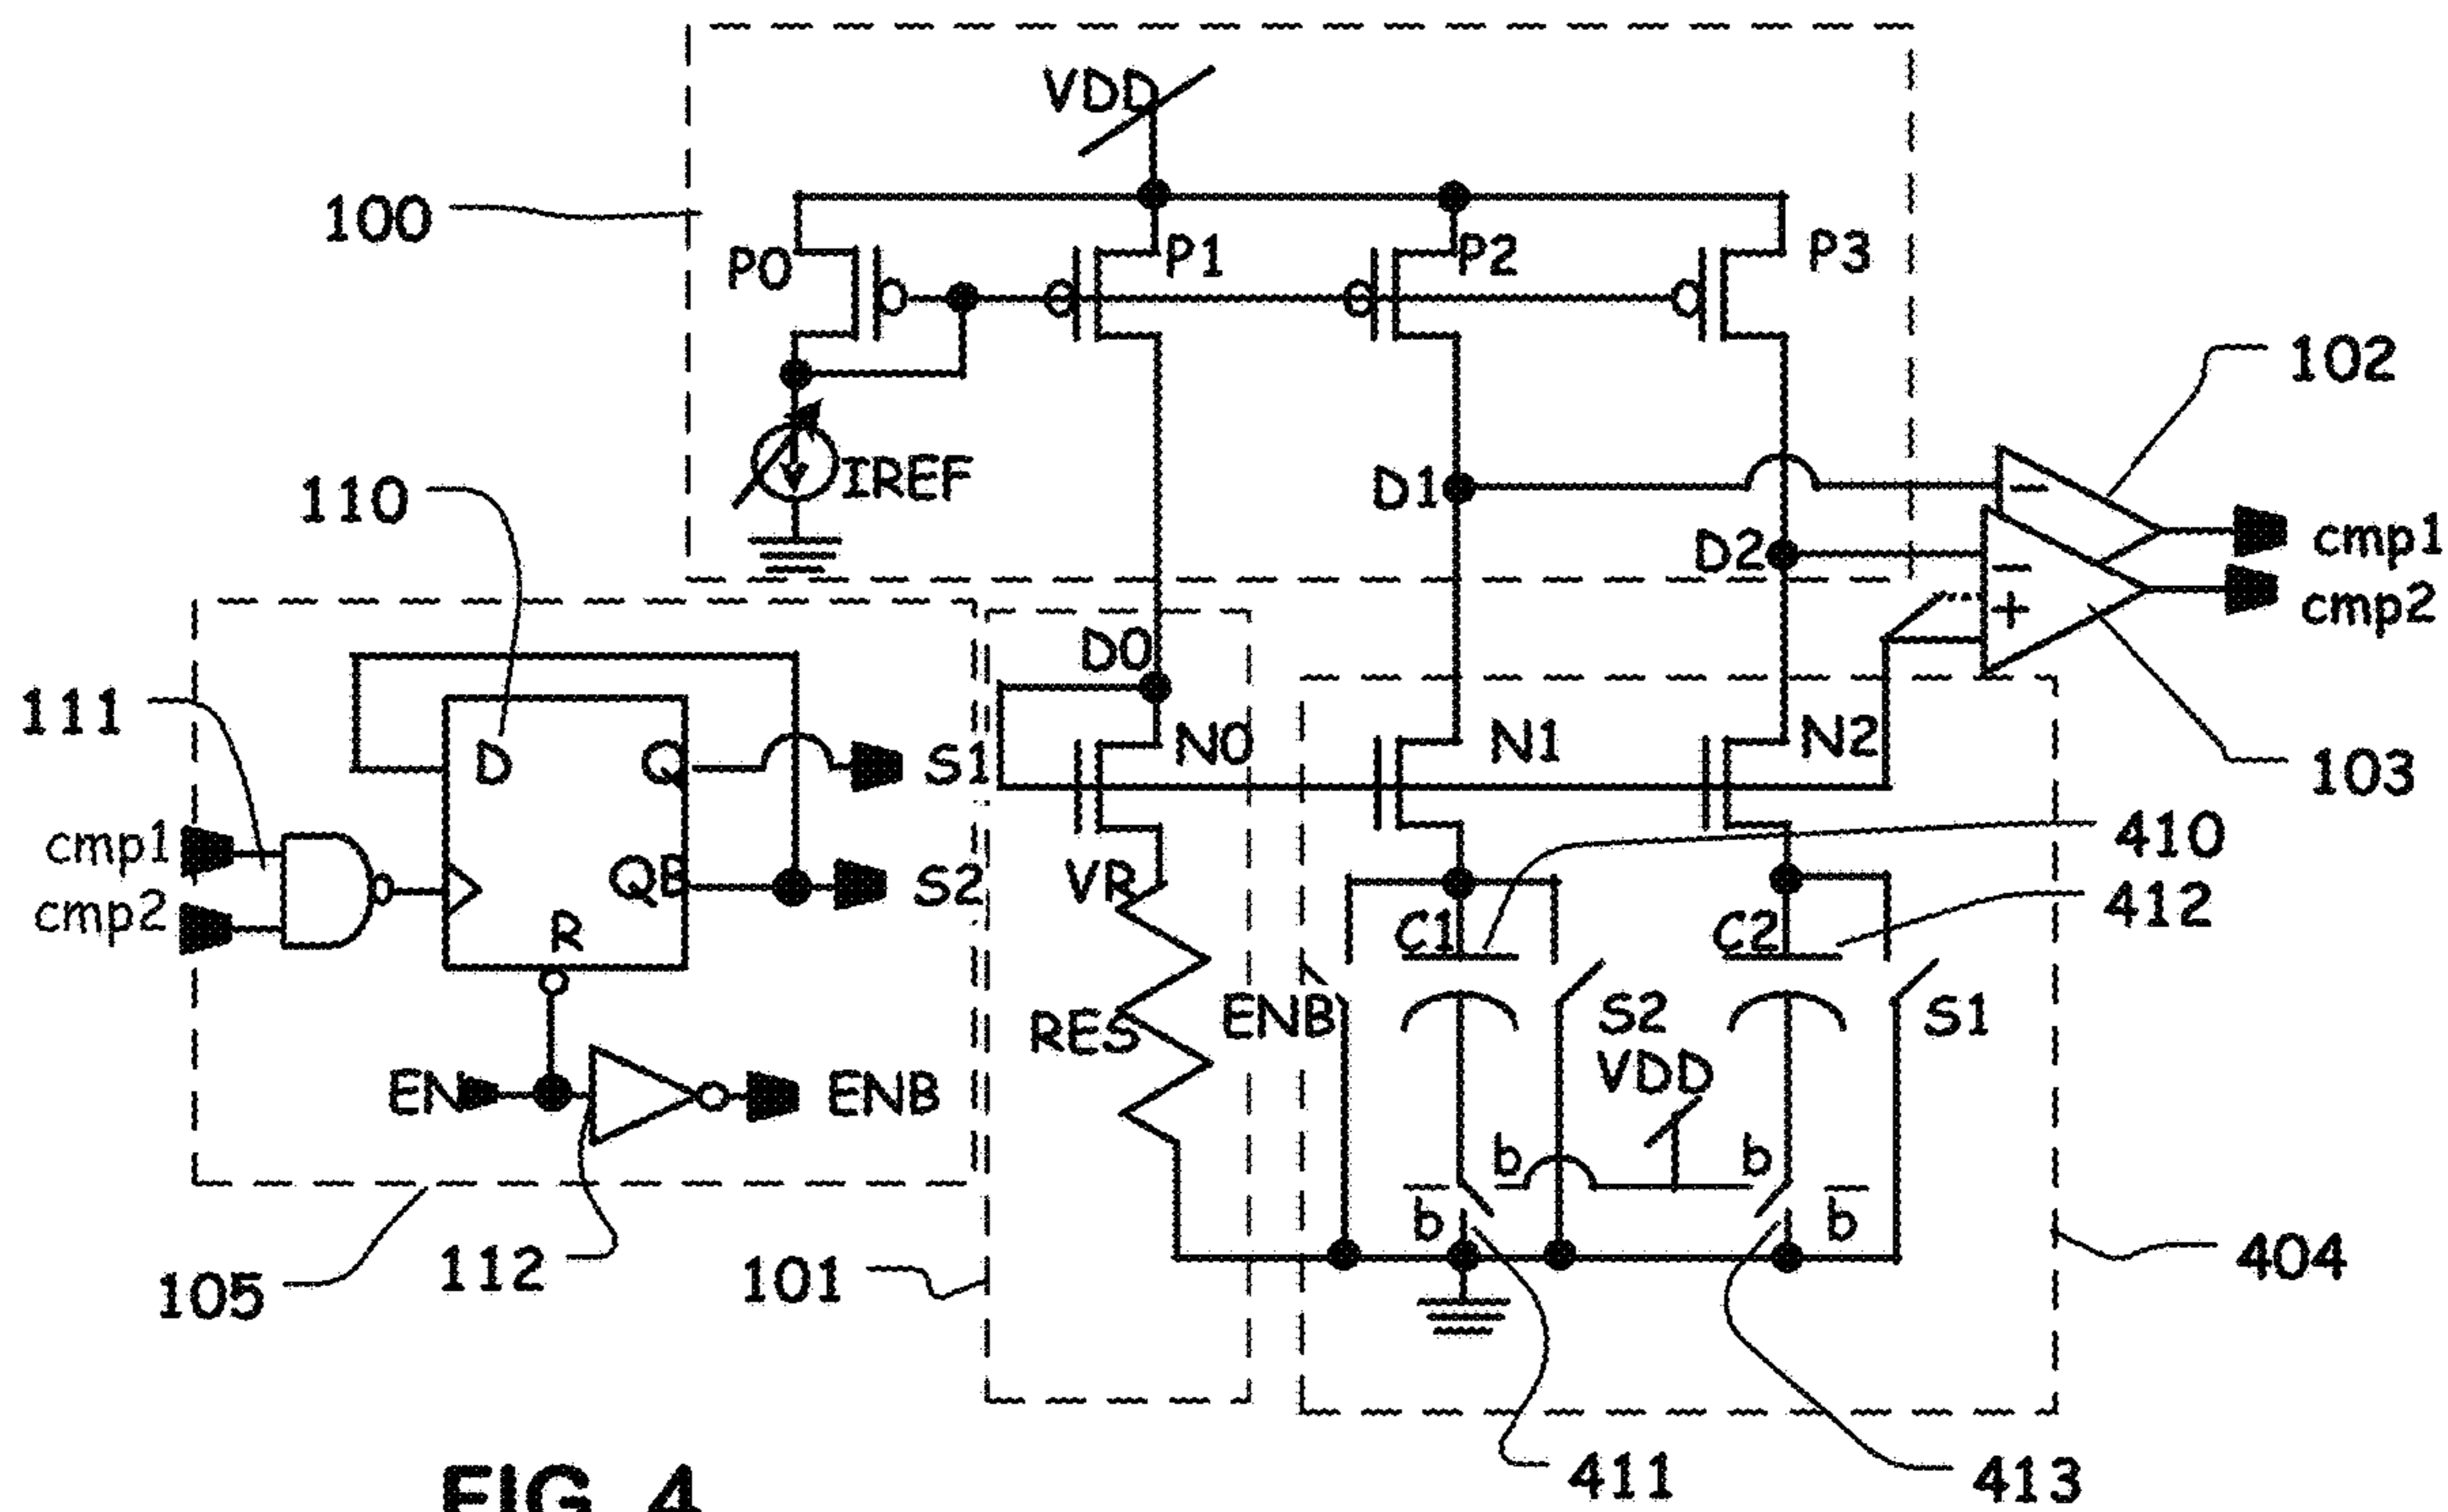 VDD
100
P0
P1
P2
P3
102
IREF
D1
110
D2
−
cmp1
−
cmp2
+
D0
111
D
Q
S1
N0
N1
N2
103
cmp1
410
cmp2
QB
S2
VR
C1
C2
412
R
RES
ENB
S2
S1
VDD
EN
ENB
b
b
b̅
b̅
112
101
404
105
411
413
FIG. 4